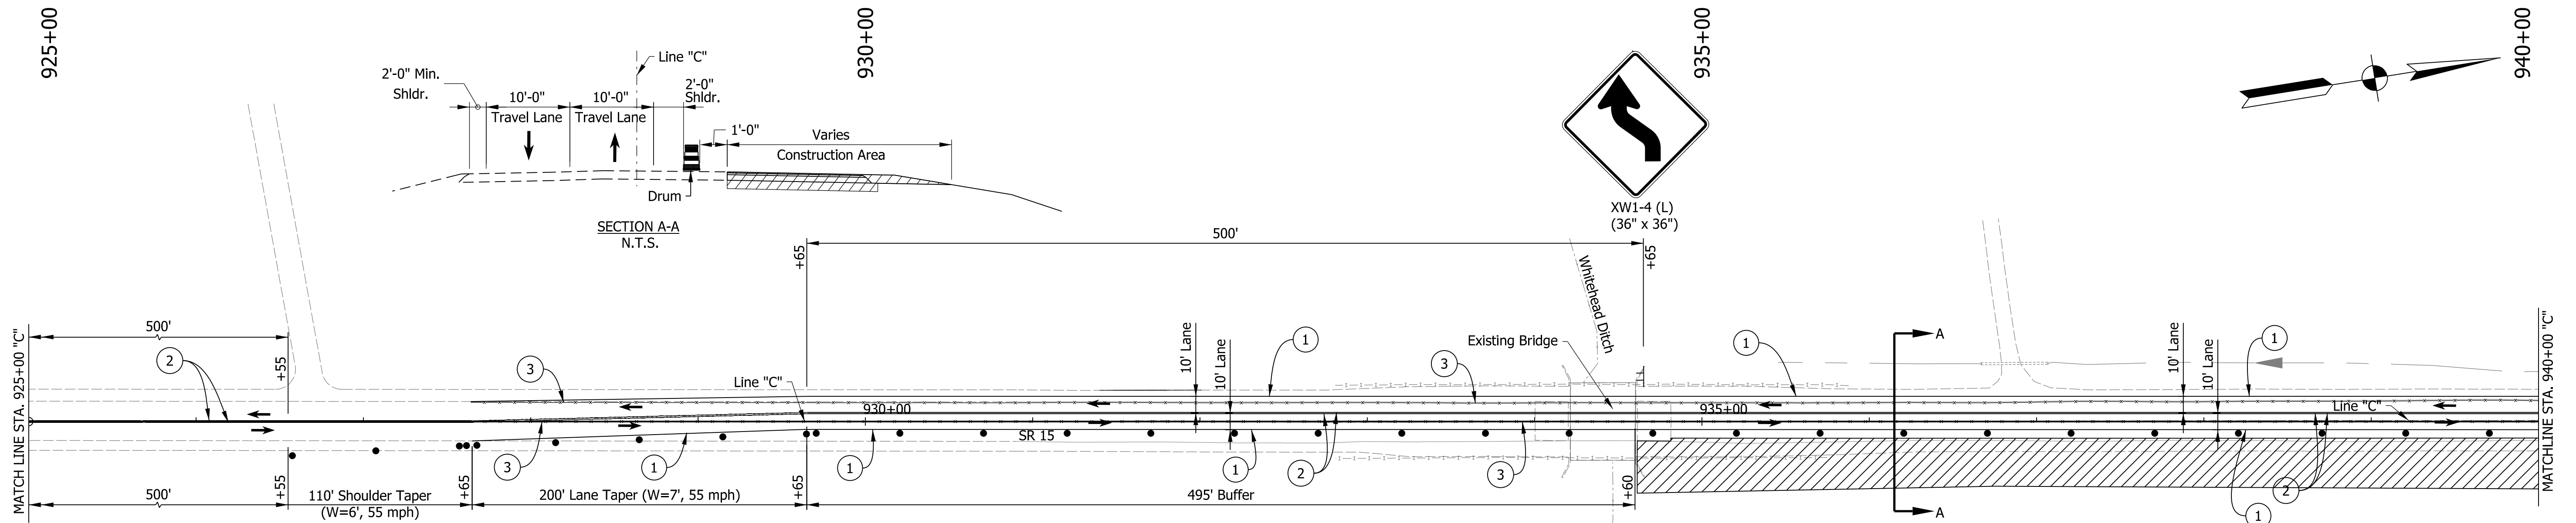 925+00
930+00
935+00
940+00
Line "C"
2'-0" Min.
Shldr.
10'-0"
Travel Lane
10'-0"
Travel Lane
2'-0"
Shldr.
1'-0"
Varies
Construction Area
Drum
SECTION A-A
N.T.S.
XW1-4 (L)
(36" x 36")
500'
+65
+65
Whitehead Ditch
MATCH LINE STA. 925+00 "C"
500'
2
+55
3
Line "C"
930+00
10' Lane
10' Lane
1
3
Existing Bridge
935+00
1
A
10' Lane
10' Lane
1
Line "C"
MATCHLINE STA. 940+00 "C"
SR 15
3
1
1
1
2
3
2
1
A
500'
+55
110' Shoulder Taper
(W=6', 55 mph)
+65
200' Lane Taper (W=7', 55 mph)
+65
495' Buffer
+60